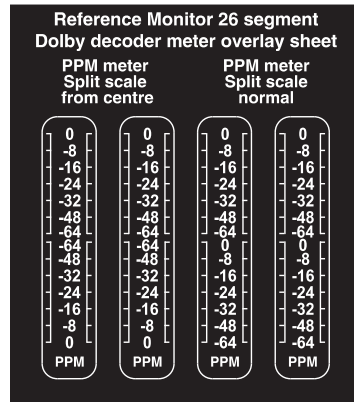 Reference Monitor 26 segment
Dolby decoder meter overlay sheet
PPM meter PPM meter
Split scale Split scale
from centre normal
0 0 0 0
-8 -8 -8 -8
-16 -16 -16 -16
-24 -24 -24 -24
-32 -32 -32 -32
-48 -48 -48 -48
-64 -64 -64 -64
-64 -64 0 0
-48 -48 -8 -8
-32 -32 -16 -16
-24 -24 -24 -24
-16 -16 -32 -32
-8 -8 -48 -48
0 0 -64 -64
PPM PPM PPM PPM